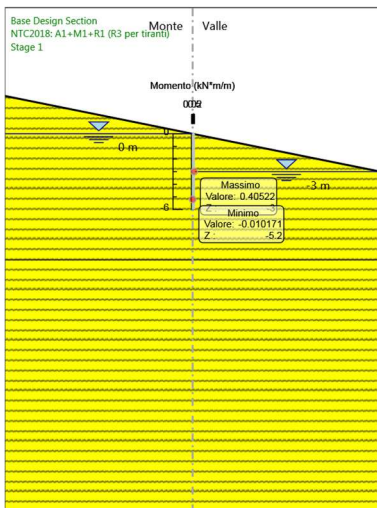 Base Design Section
NTC2018: A1+M1+R1 (R3 per tiranti)
Stage 1
Monte
Valle
Momento (kN*m/m)
0
0 m
-3 m
-6
Massimo
Valore: 0.40522
Z : -3
Minimo
Valore: -0.010171
Z : -5.2